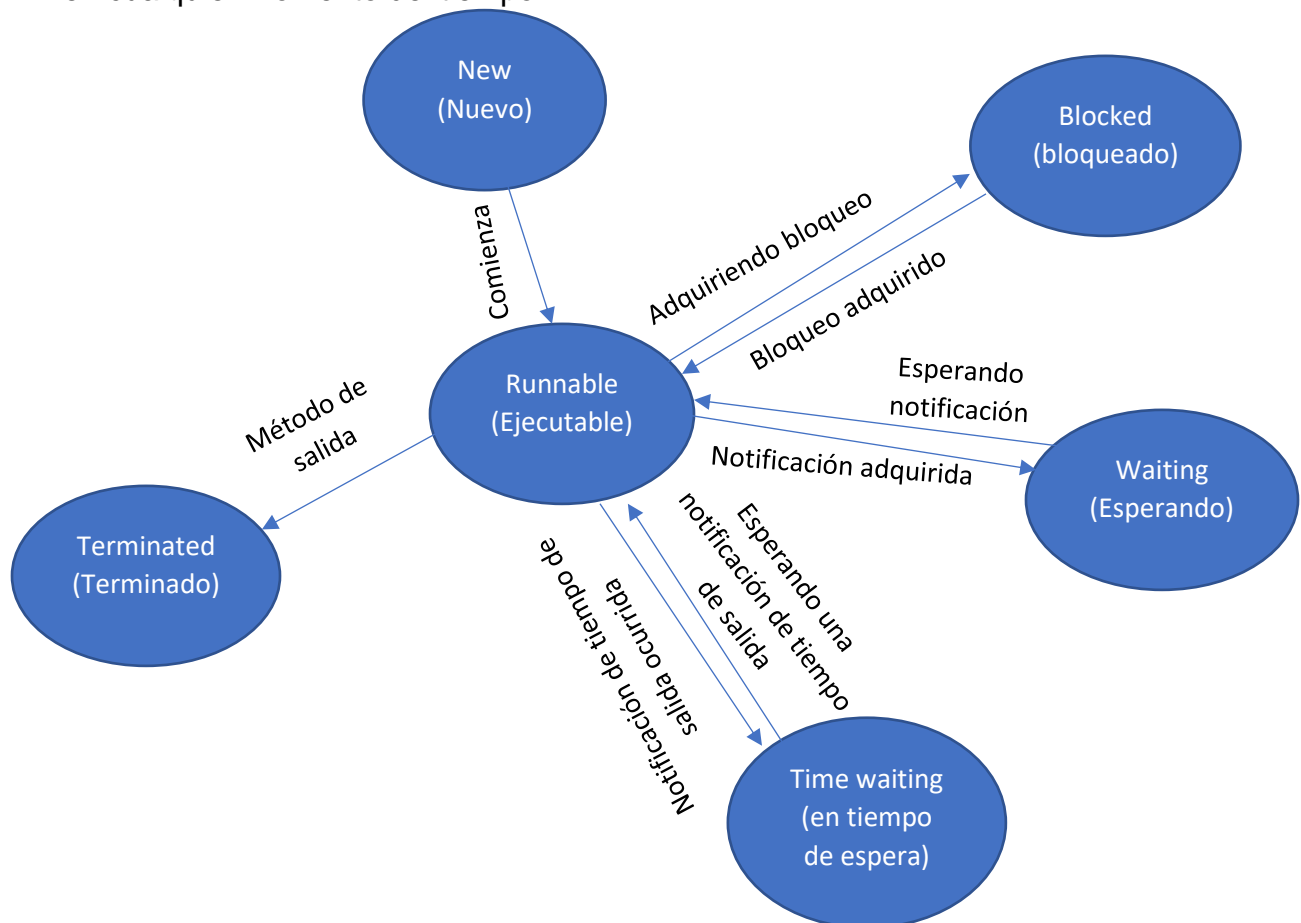 New
(Nuevo)
Blocked
(bloqueado)
Comienza
Adquiriendo bloqueo
Bloqueo adquirido
Runnable
(Ejecutable)
Esperando
notificación
Notificación adquirida
Waiting
(Esperando)
Método de
salida
Terminated
(Terminado)
Notificación de tiempo de
salida ocurrida
Esperando una
notificación de tiempo
de salida
Time waiting
(en tiempo
de espera)